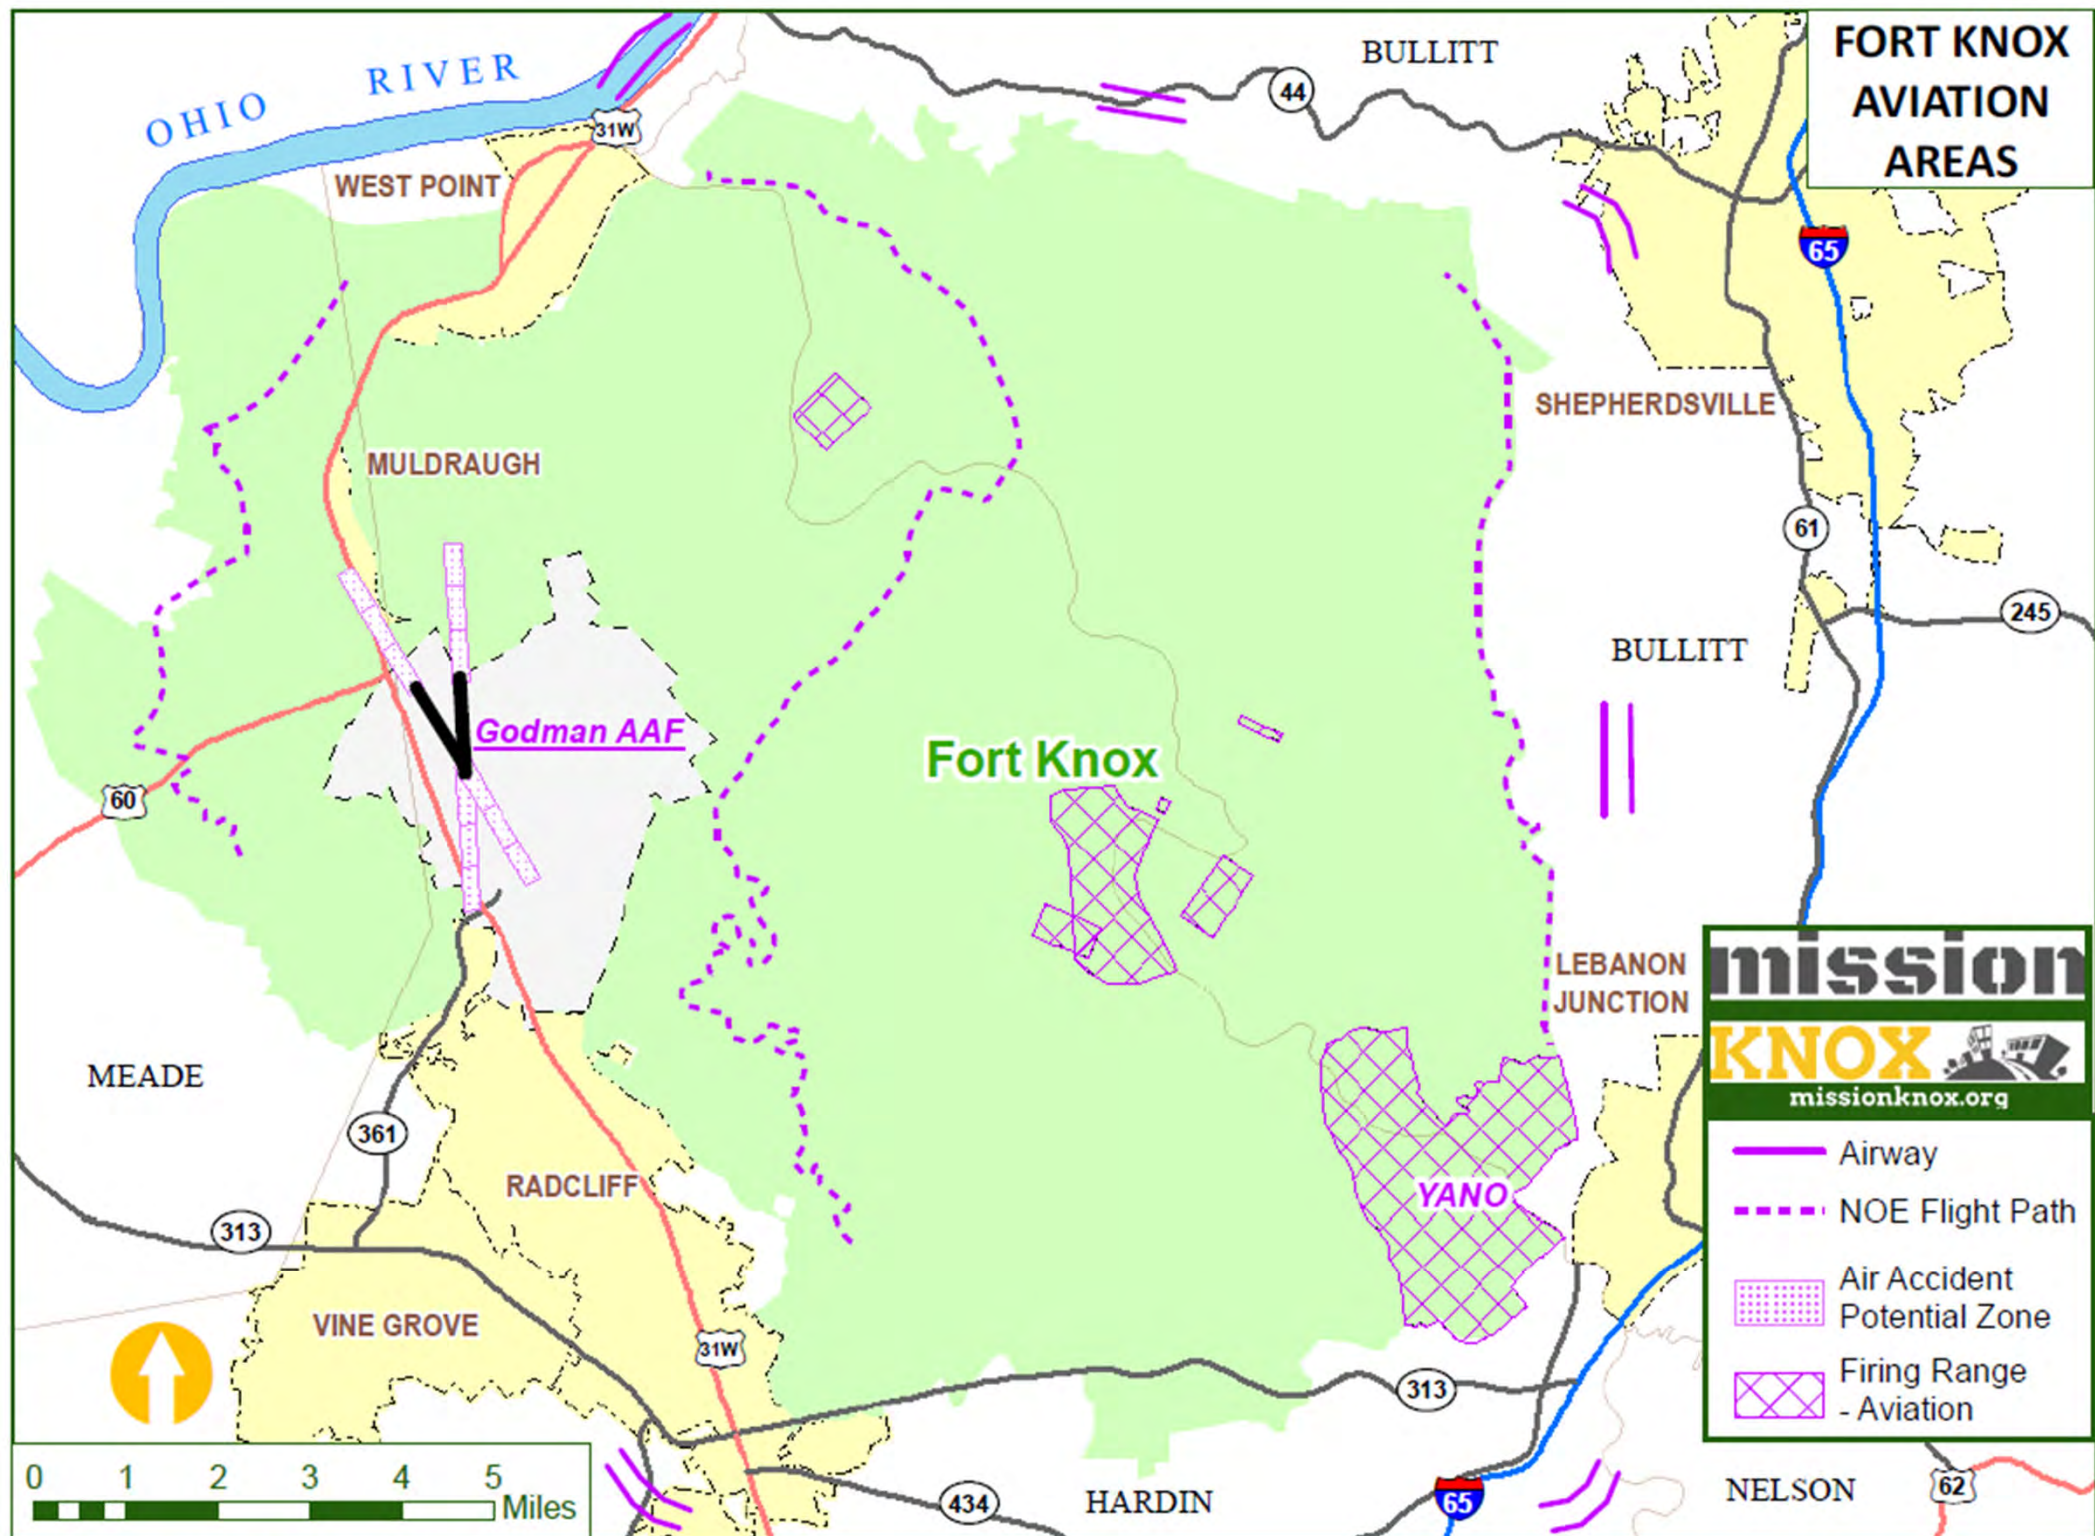 FORT KNOX
AVIATION
AREAS
BULLITT
OHIO RIVER
44
31W
WEST POINT
65
SHEPHERDSVILLE
MULDRAUGH
61
245
BULLITT
Godman AAF
Fort Knox
60
LEBANON
JUNCTION
MEADE
361
RADCLIFF
YANO
313
VINE GROVE
31W
313
434
HARDIN
65
NELSON
62
mission
KNOX
missionknox.org
Airway
NOE Flight Path
Air Accident
Potential Zone
Firing Range
- Aviation
0 1 2 3 4 5
Miles